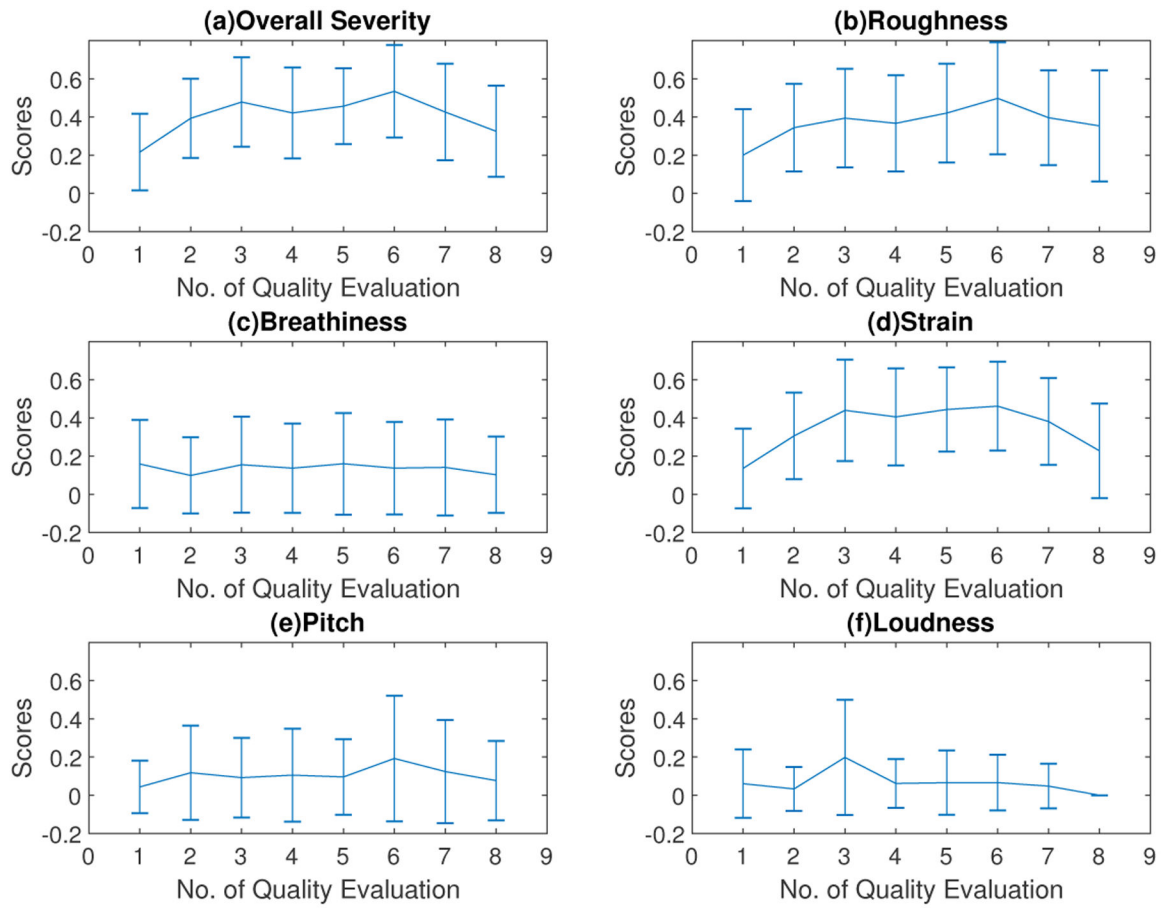 (a)Overall Severity
Scores
0.6
0.4
0.2
0
-0.2
0 1 2 3 4 5 6 7 8 9
No. of Quality Evaluation
(b)Roughness
Scores
0.6
0.4
0.2
0
-0.2
0 1 2 3 4 5 6 7 8 9
No. of Quality Evaluation
(c)Breathiness
Scores
0.6
0.4
0.2
0
-0.2
0 1 2 3 4 5 6 7 8 9
No. of Quality Evaluation
(d)Strain
Scores
0.6
0.4
0.2
0
-0.2
0 1 2 3 4 5 6 7 8 9
No. of Quality Evaluation
(e)Pitch
Scores
0.6
0.4
0.2
0
-0.2
0 1 2 3 4 5 6 7 8 9
No. of Quality Evaluation
(f)Loudness
Scores
0.6
0.4
0.2
0
-0.2
0 1 2 3 4 5 6 7 8 9
No. of Quality Evaluation